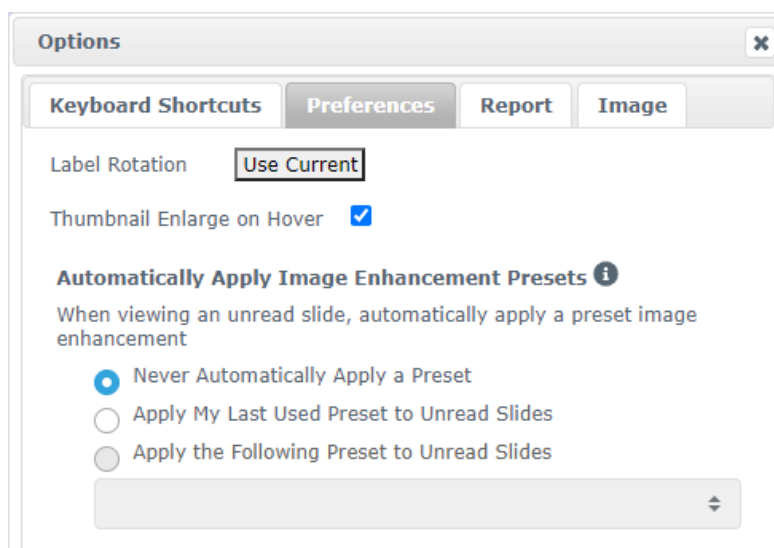 Options
Keyboard Shortcuts Preferences Report Image
Label Rotation Use Current
Thumbnail Enlarge on Hover
Automatically Apply Image Enhancement Presets
When viewing an unread slide, automatically apply a preset image
enhancement
Never Automatically Apply a Preset
Apply My Last Used Preset to Unread Slides
Apply the Following Preset to Unread Slides